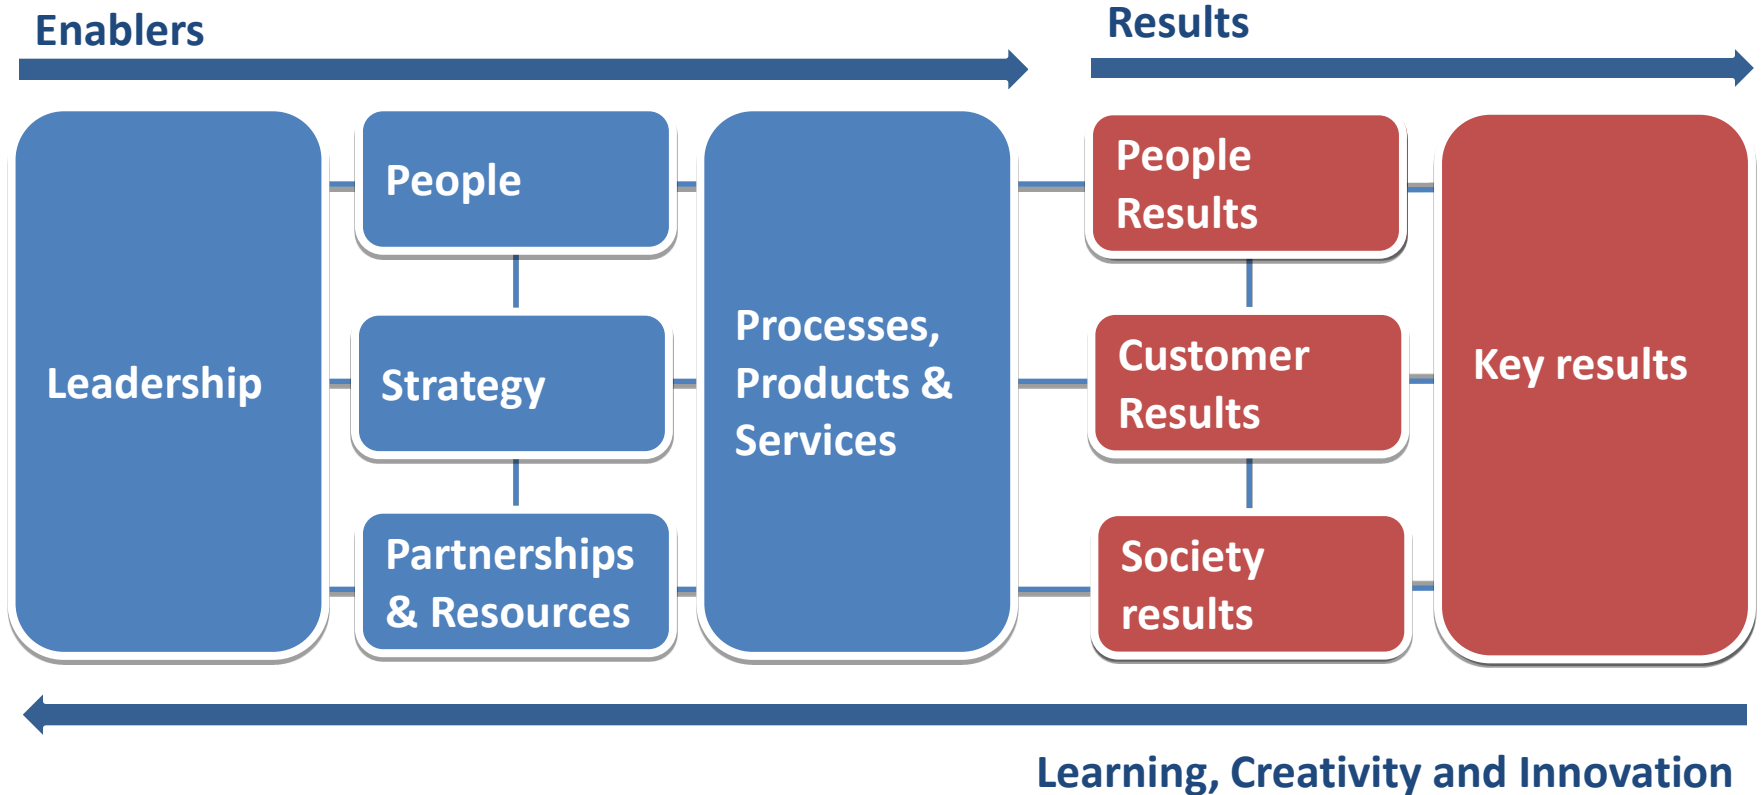 Enablers
Results
Leadership
People
Strategy
Partnerships
& Resources
Processes,
Products &
Services
People
Results
Customer
Results
Society
results
Key results
Learning, Creativity and Innovation